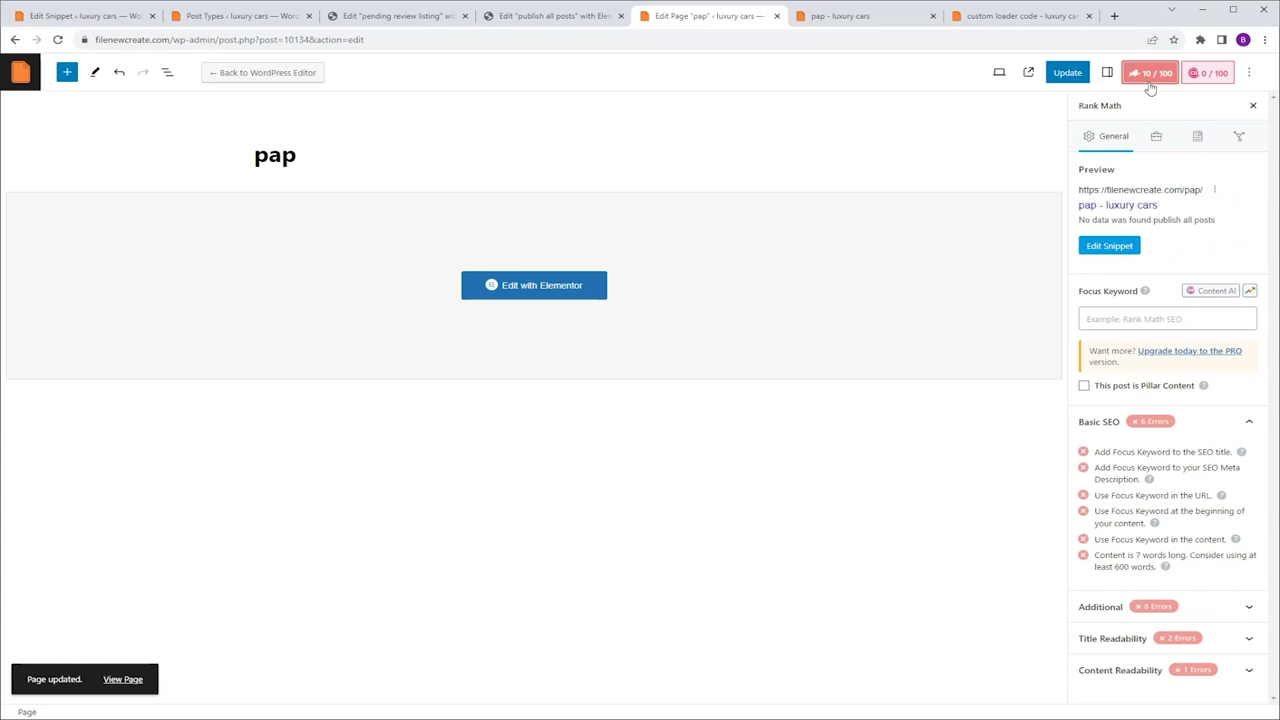 Edit Snippet ‹ luxury cars — Wor
Post Types ‹ luxury cars — Word
Edit "pending review listing" wit
Edit "publish all posts" with Elem
Edit Page "pap" ‹ luxury cars —
pap - luxury cars
custom loader code - luxury car
filenewcreate.com/wp-admin/post.php?post=10134&action=edit
B
← Back to WordPress Editor
Update
10 / 100
0 / 100
Rank Math
General
pap
Preview
https://filenewcreate.com/pap/
pap - luxury cars
No data was found publish all posts
Edit Snippet
Edit with Elementor
Focus Keyword
Content AI
Example: Rank Math SEO
Want more? Upgrade today to the PRO
version.
This post is Pillar Content
Basic SEO
× 6 Errors
Add Focus Keyword to the SEO title.
Add Focus Keyword to your SEO Meta
Description.
Use Focus Keyword in the URL.
Use Focus Keyword at the beginning of
your content.
Use Focus Keyword in the content.
Content is 7 words long. Consider using at
least 600 words.
Additional
× 8 Errors
Title Readability
× 2 Errors
Content Readability
× 1 Errors
Page updated. View Page
Page